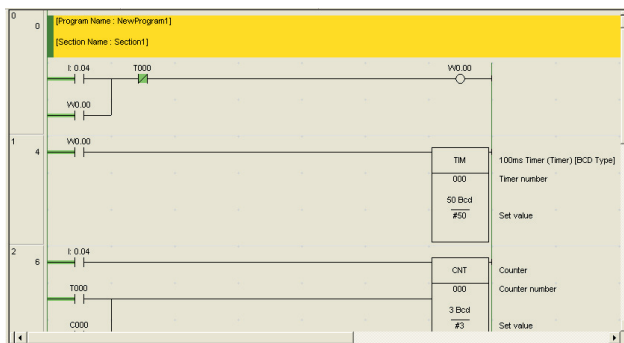 0
0
[Program Name : NewProgram1]
[Section Name : Section1]
I: 0.04 T000 W0.00
W0.00
1
4
W0.00
TIM 100ms Timer (Timer) [BCD Type]
000 Timer number
50 Bcd
#50 Set value
2
6
I: 0.04
CNT Counter
T000
000 Counter number
3 Bcd
C000
#3 Set value